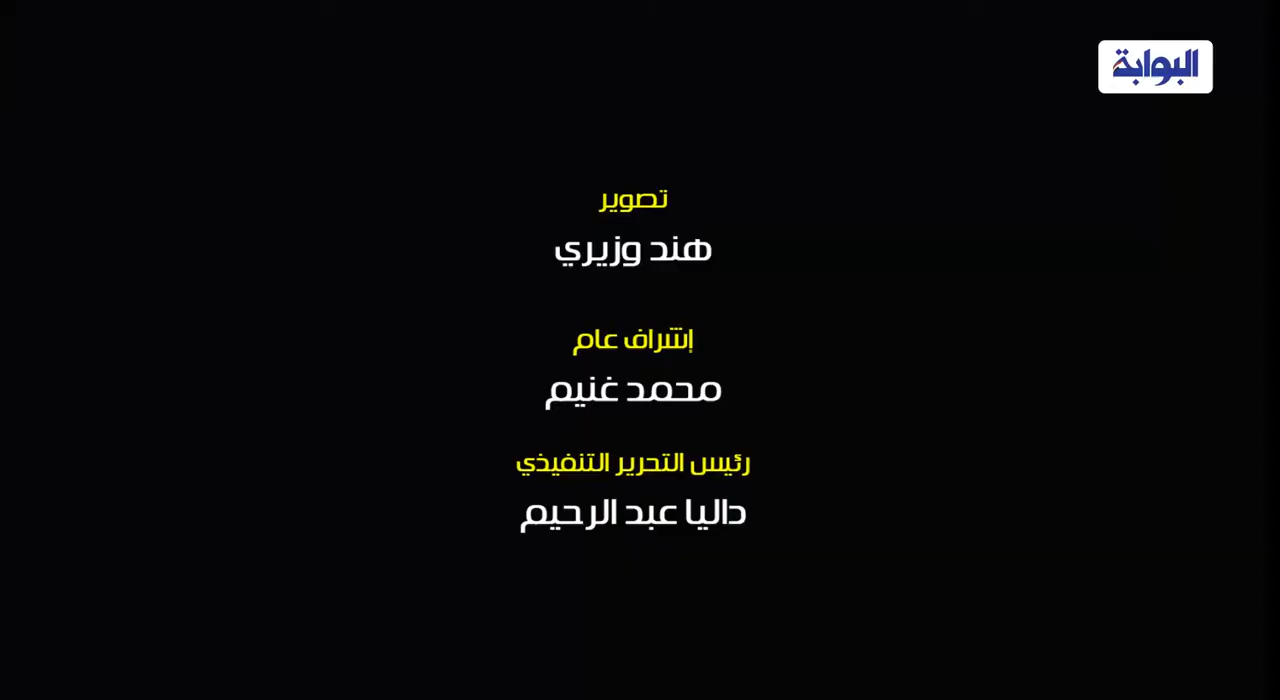 البوابة
تصوير
هند وزيري
إشراف عام
محمد غنيم
رئيس التحرير التنفيذي
داليا عبد الرحيم